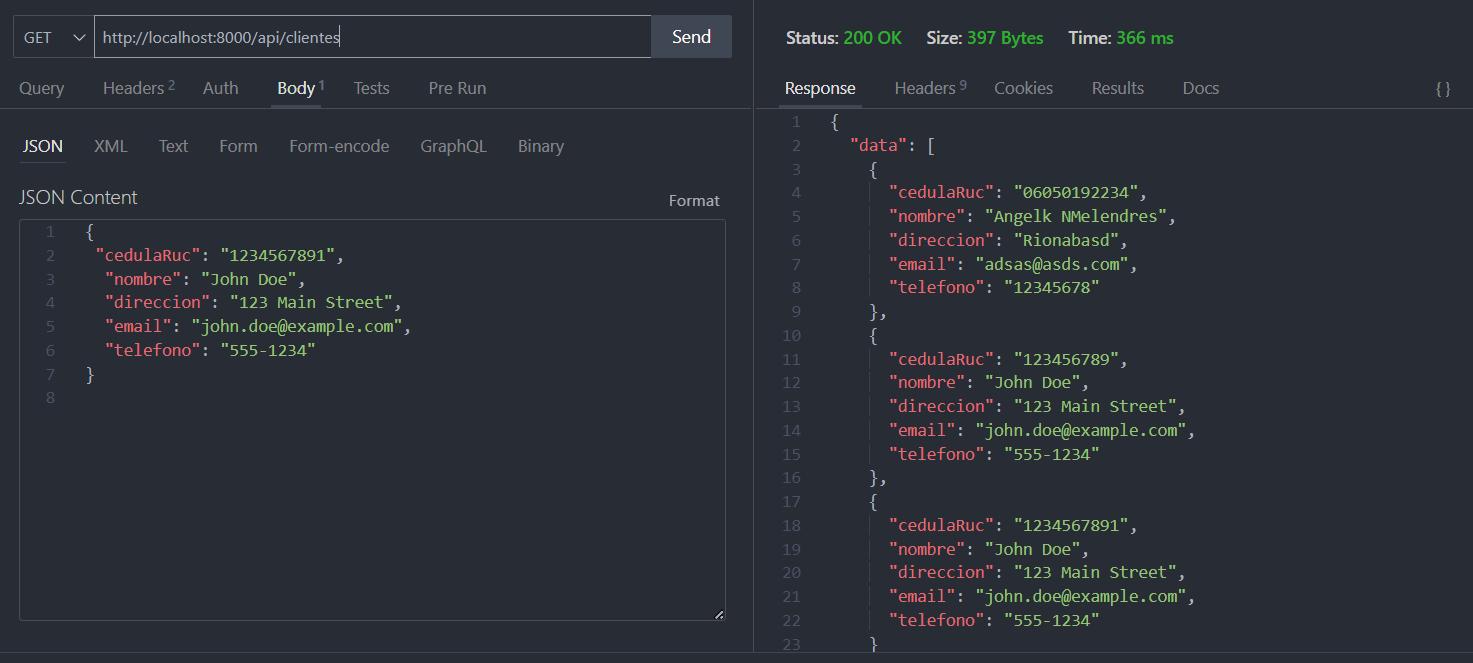 GET http://localhost:8000/api/clientes Send
Query Headers 2 Auth Body 1 Tests Pre Run
JSON XML Text Form Form-encode GraphQL Binary
JSON Content Format
1 {
2 "cedulaRuc": "1234567891",
3 "nombre": "John Doe",
4 "direccion": "123 Main Street",
5 "email": "john.doe@example.com",
6 "telefono": "555-1234"
7 }
8
Status: 200 OK Size: 397 Bytes Time: 366 ms
Response Headers 9 Cookies Results Docs {}
1 {
2 "data": [
3 {
4 "cedulaRuc": "06050192234",
5 "nombre": "Angelk NMelendres",
6 "direccion": "Rionabasd",
7 "email": "adsas@asds.com",
8 "telefono": "12345678"
9 },
10 {
11 "cedulaRuc": "123456789",
12 "nombre": "John Doe",
13 "direccion": "123 Main Street",
14 "email": "john.doe@example.com",
15 "telefono": "555-1234"
16 },
17 {
18 "cedulaRuc": "1234567891",
19 "nombre": "John Doe",
20 "direccion": "123 Main Street",
21 "email": "john.doe@example.com",
22 "telefono": "555-1234"
23 }